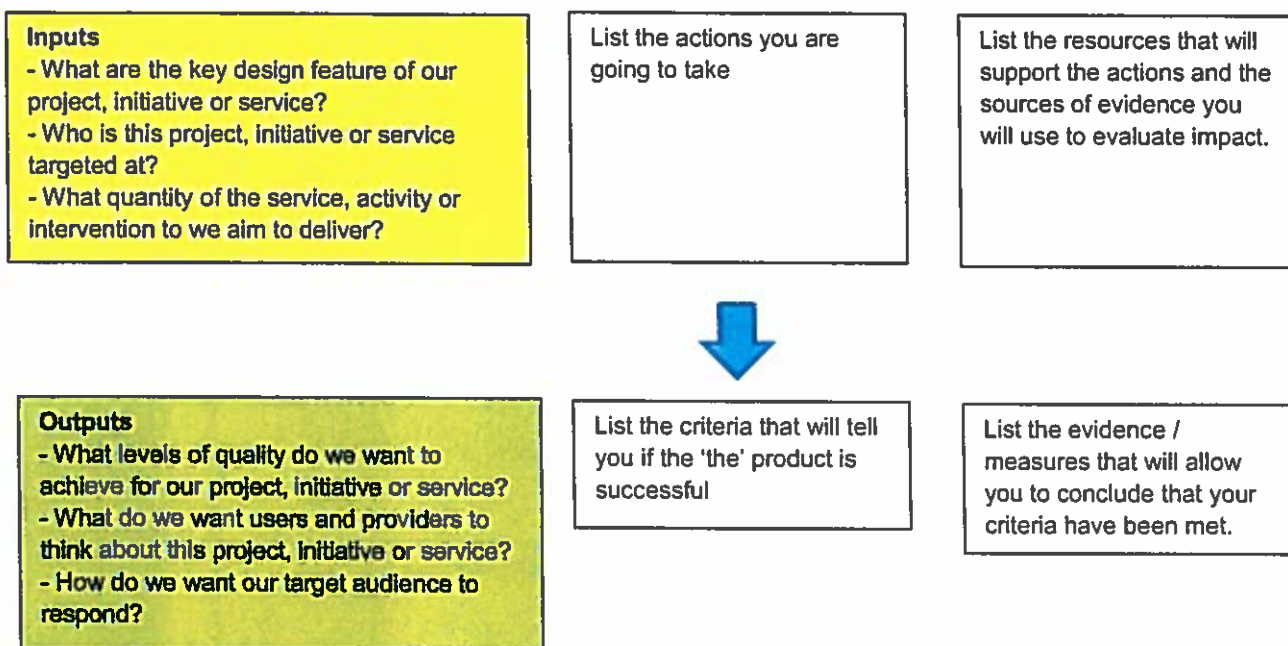 Inputs
- What are the key design feature of our
project, initiative or service?
- Who is this project, initiative or service
targeted at?
- What quantity of the service, activity or
intervention to we aim to deliver?
List the actions you are
going to take
List the resources that will
support the actions and the
sources of evidence you
will use to evaluate impact.
Outputs
- What levels of quality do we want to
achieve for our project, initiative or service?
- What do we want users and providers to
think about this project, initiative or service?
- How do we want our target audience to
respond?
List the criteria that will tell
you if the 'the' product is
successful
List the evidence /
measures that will allow
you to conclude that your
criteria have been met.